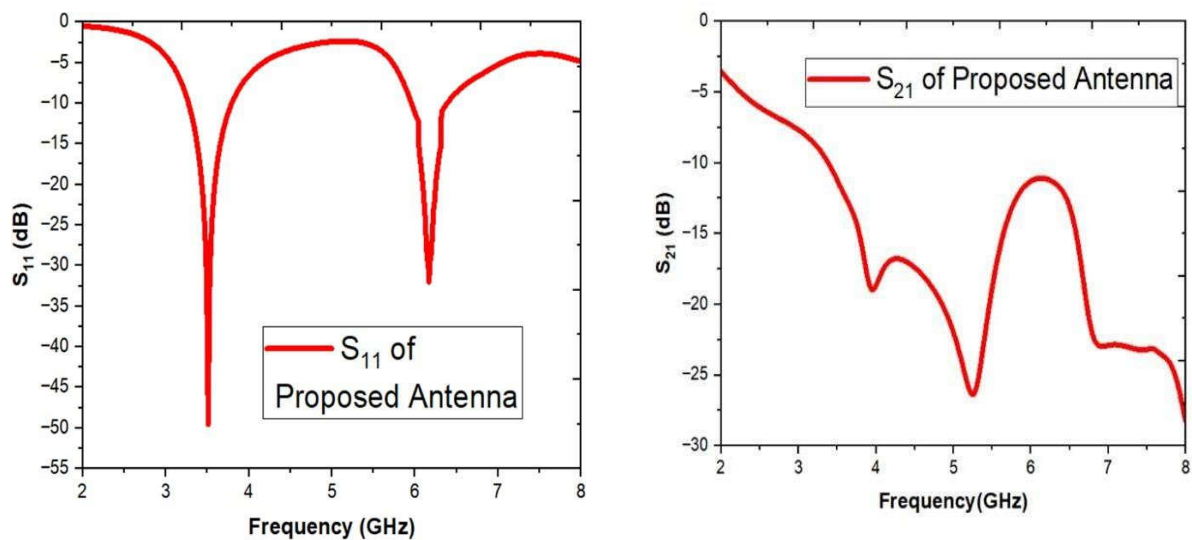 0
−5
−10
−15
−20
−25
−30
−35
−40
−45
−50
−55
S11 (dB)
S11 of
Proposed Antenna
2 3 4 5 6 7 8
Frequency (GHz)
0
−5
−10
−15
−20
−25
−30
S21 (dB)
S21 of Proposed Antenna
2 3 4 5 6 7 8
Frequency(GHz)